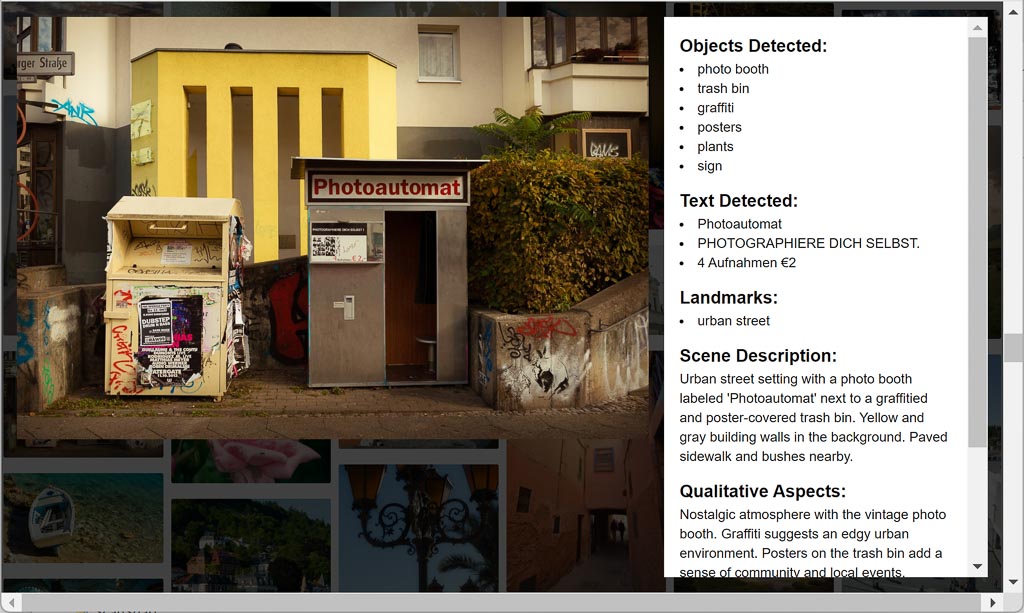 rger Straße
ANR
Photoautomat
PHOTOGRAPHIERE DICH SELBST !
€ 2,-
DUBSTEP
DRUM N BASS
Objects Detected:
photo booth
trash bin
graffiti
posters
plants
sign
Text Detected:
Photoautomat
PHOTOGRAPHIERE DICH SELBST.
4 Aufnahmen €2
Landmarks:
urban street
Scene Description:
Urban street setting with a photo booth
labeled 'Photoautomat' next to a graffitied
and poster-covered trash bin. Yellow and
gray building walls in the background. Paved
sidewalk and bushes nearby.
Qualitative Aspects:
Nostalgic atmosphere with the vintage photo
booth. Graffiti suggests an edgy urban
environment. Posters on the trash bin add a
sense of community and local events.